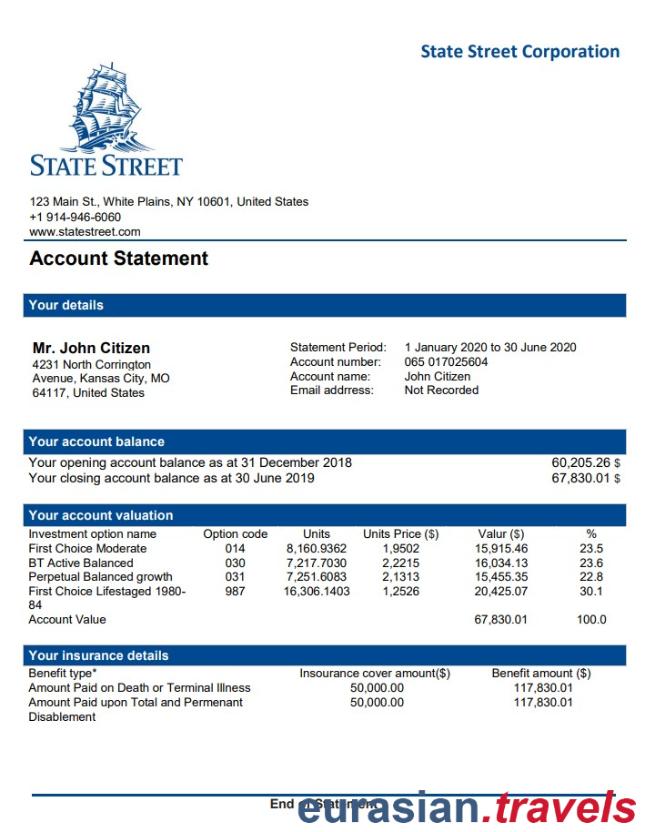 State Street Corporation
STATE STREET
123 Main St., White Plains, NY 10601, United States
+1 914-946-6060
www.statestreet.com
Account Statement
Your details
Mr. John Citizen
4231 North Corrington
Avenue, Kansas City, MO
64117, United States
Statement Period: 1 January 2020 to 30 June 2020
Account number: 065 017025604
Account name: John Citizen
Email addrress: Not Recorded
Your account balance
Your opening account balance as at 31 December 2018 60,205.26 $
Your closing account balance as at 30 June 2019 67,830.01 $
Your account valuation
Investment option name Option code Units Units Price ($) Valur ($) %
First Choice Moderate 014 8,160.9362 1,9502 15,915.46 23.5
BT Active Balanced 030 7,217.7030 2,2215 16,034.13 23.6
Perpetual Balanced growth 031 7,251.6083 2,1313 15,455.35 22.8
First Choice Lifestaged 1980- 987 16,306.1403 1,2526 20,425.07 30.1
84
Account Value 67,830.01 100.0
Your insurance details
Benefit type* Insourance cover amount($) Benefit amount ($)
Amount Paid on Death or Terminal Illness 50,000.00 117,830.01
Amount Paid upon Total and Permenant 50,000.00 117,830.01
Disablement
End of Statement
eurasian.travels